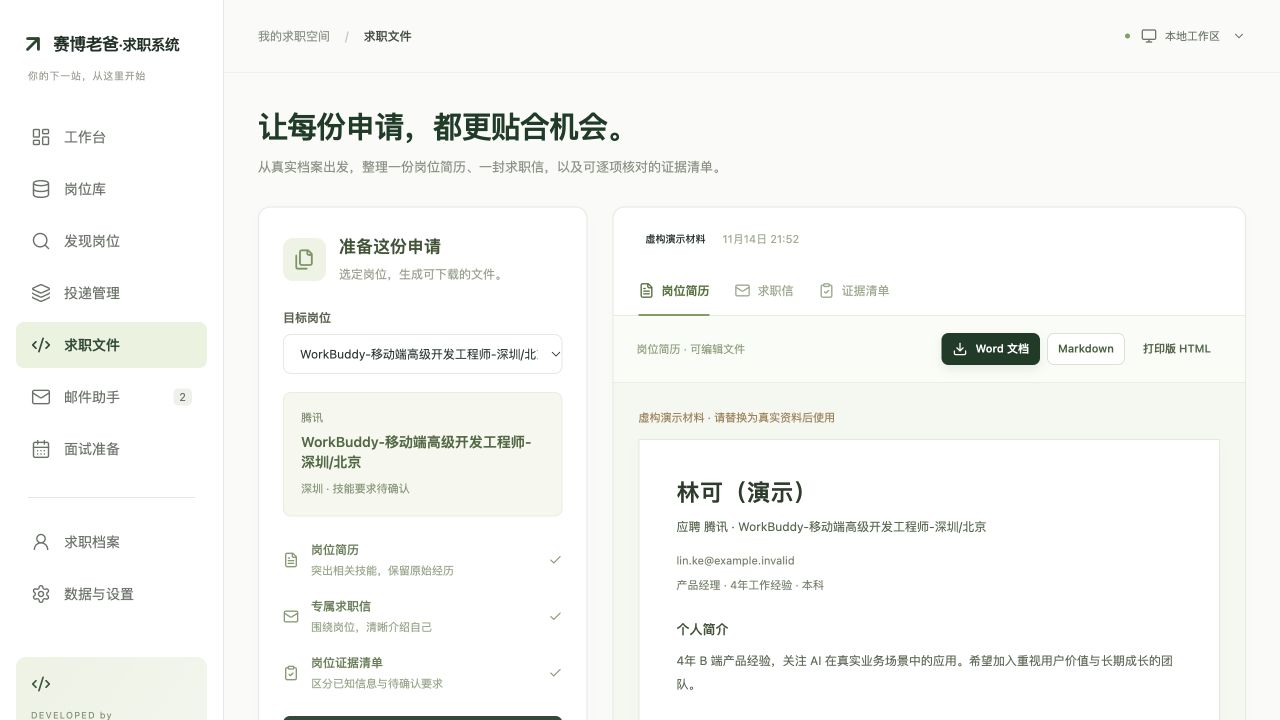 赛博老爸·求职系统
你的下一站，从这里开始
工作台
岗位库
发现岗位
投递管理
求职文件
邮件助手
2
面试准备
求职档案
数据与设置
DEVELOPED by
我的求职空间 / 求职文件
本地工作区
让每份申请，都更贴合机会。
从真实档案出发，整理一份岗位简历、一封求职信，以及可逐项核对的证据清单。
准备这份申请
选定岗位，生成可下载的文件。
目标岗位
WorkBuddy-移动端高级开发工程师-深圳/北
腾讯
WorkBuddy-移动端高级开发工程师-
深圳/北京
深圳 · 技能要求待确认
岗位简历
突出相关技能，保留原始经历
专属求职信
围绕岗位，清晰介绍自己
岗位证据清单
区分已知信息与待确认要求
虚构演示材料
11月14日 21:52
岗位简历
求职信
证据清单
岗位简历 · 可编辑文件
Word 文档
Markdown
打印版 HTML
虚构演示材料 · 请替换为真实资料后使用
林可（演示）
应聘 腾讯 · WorkBuddy-移动端高级开发工程师-深圳/北京
lin.ke@example.invalid
产品经理 · 4年工作经验 · 本科
个人简介
4年 B 端产品经验，关注 AI 在真实业务场景中的应用。希望加入重视用户价值与长期成长的团
队。